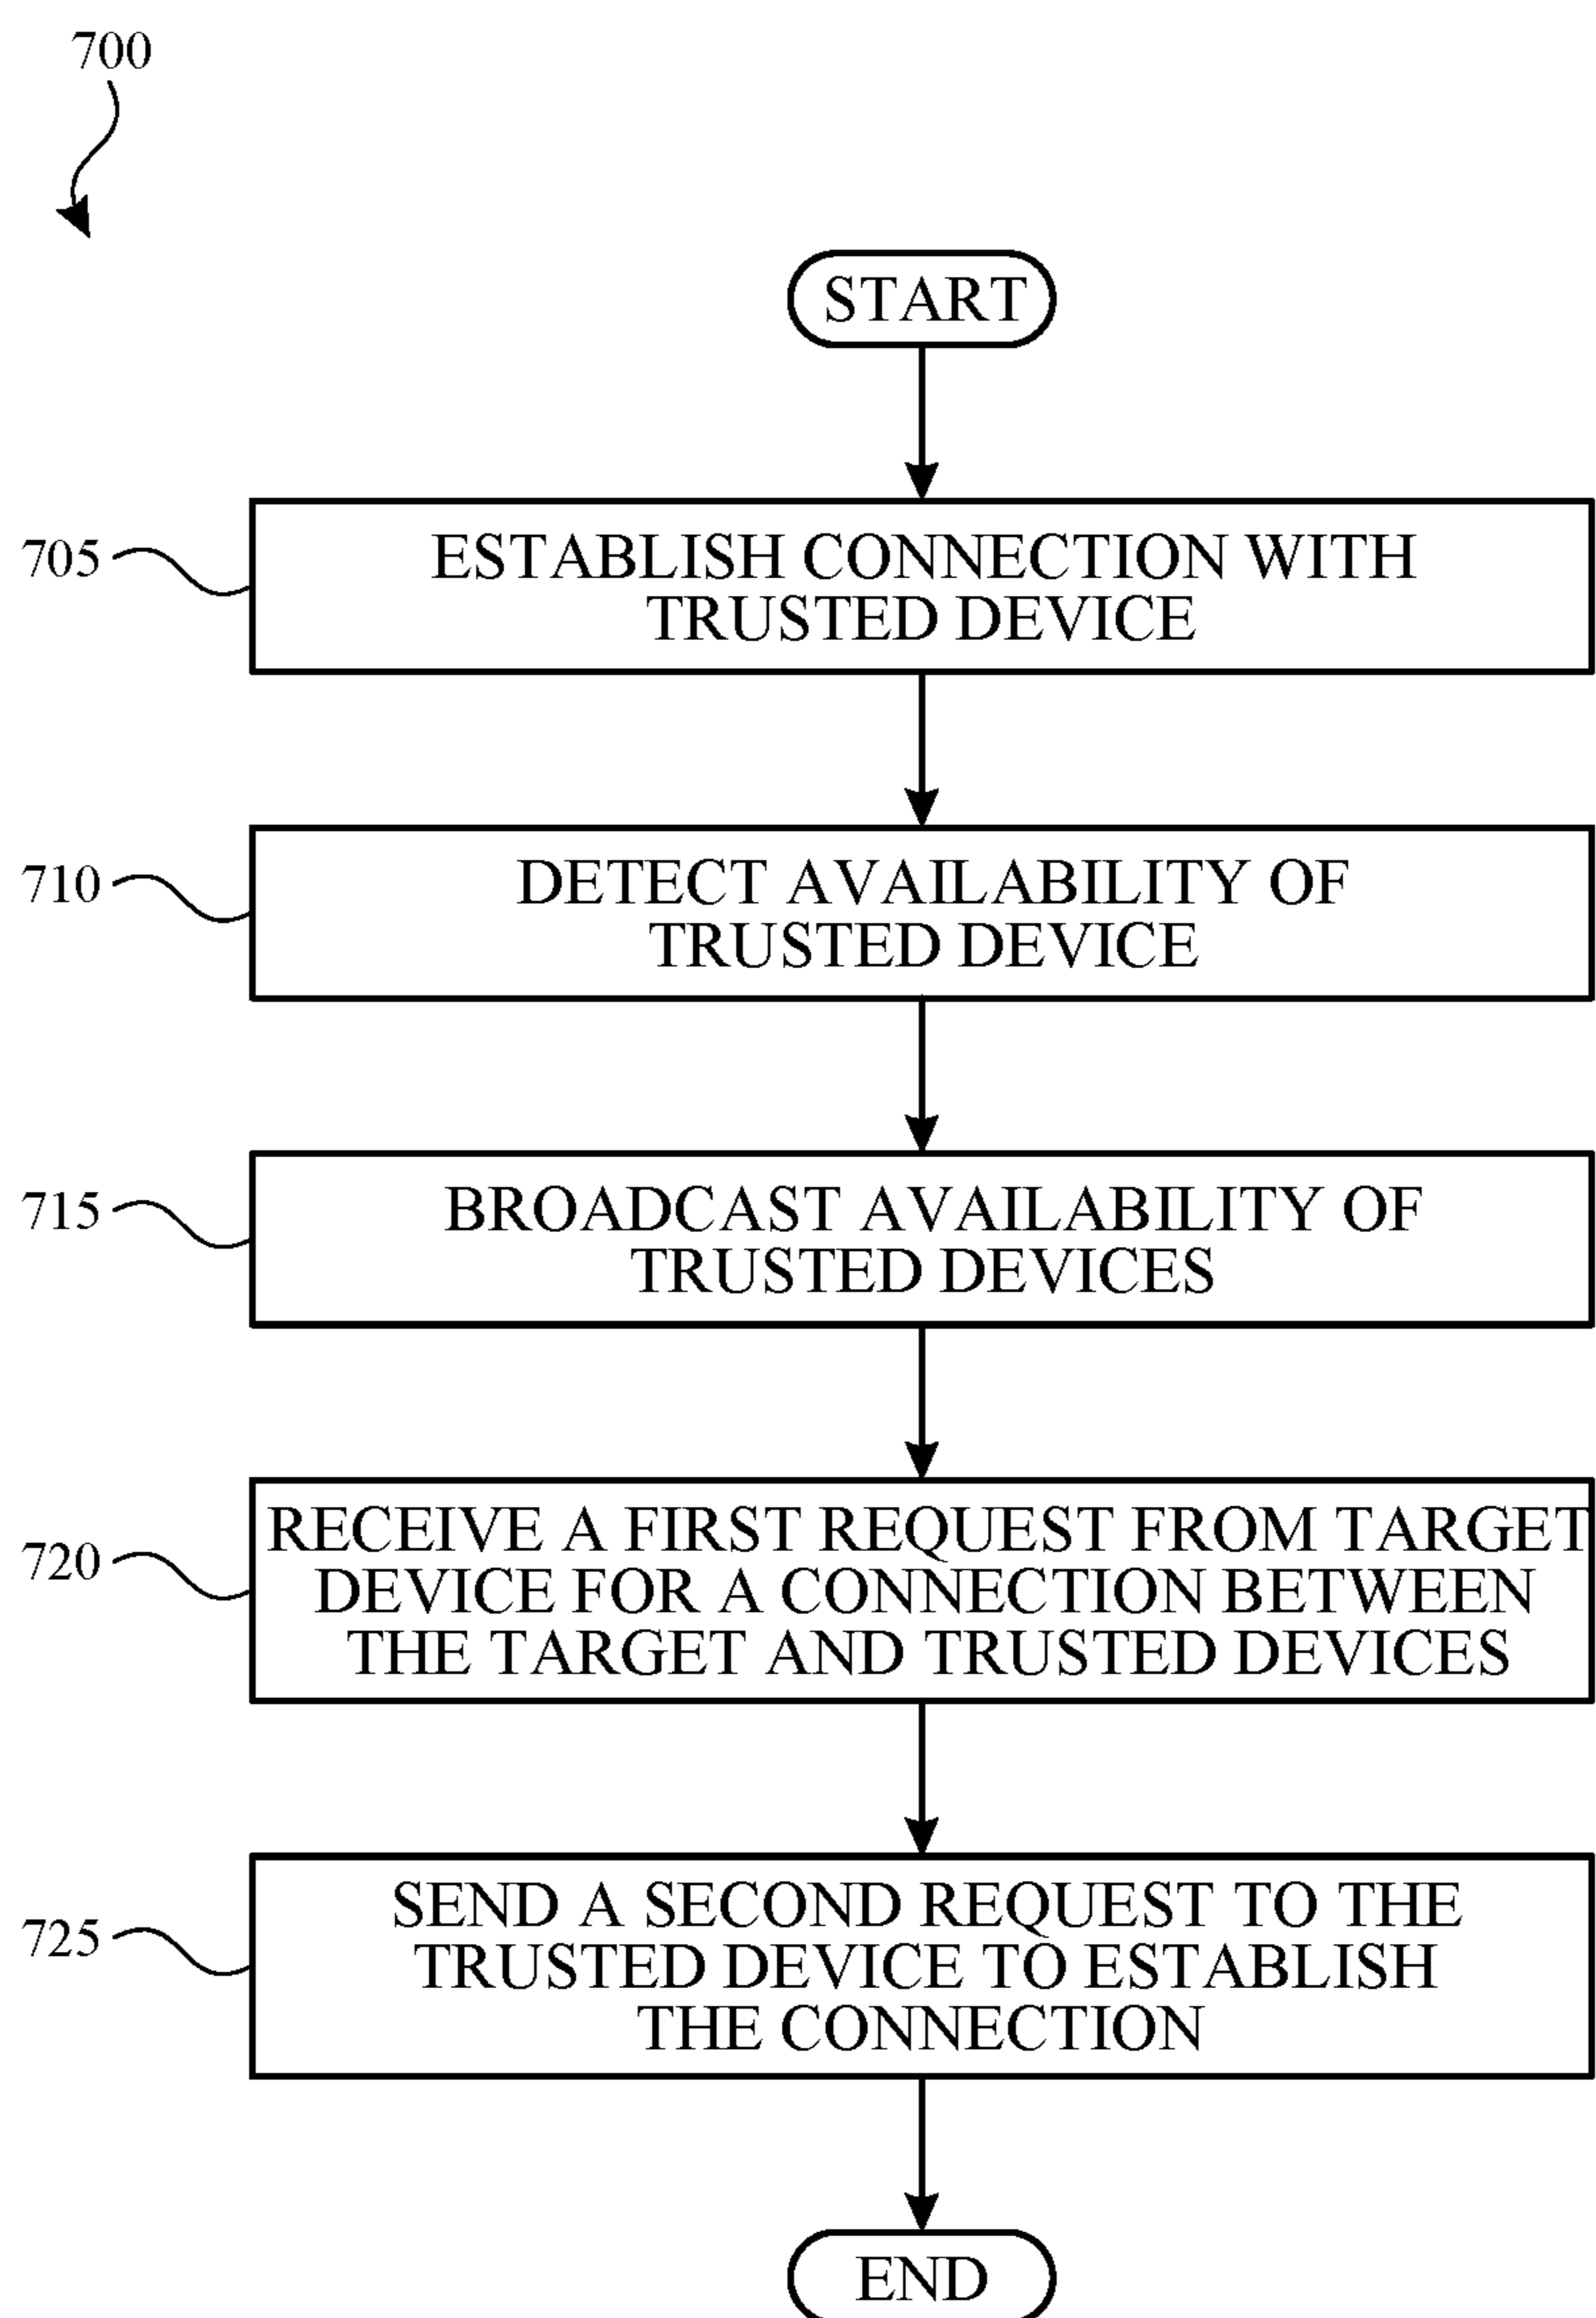 700
START
705
ESTABLISH CONNECTION WITH
TRUSTED DEVICE
710
DETECT AVAILABILITY OF
TRUSTED DEVICE
715
BROADCAST AVAILABILITY OF
TRUSTED DEVICES
720
RECEIVE A FIRST REQUEST FROM TARGET
DEVICE FOR A CONNECTION BETWEEN
THE TARGET AND TRUSTED DEVICES
725
SEND A SECOND REQUEST TO THE
TRUSTED DEVICE TO ESTABLISH
THE CONNECTION
END